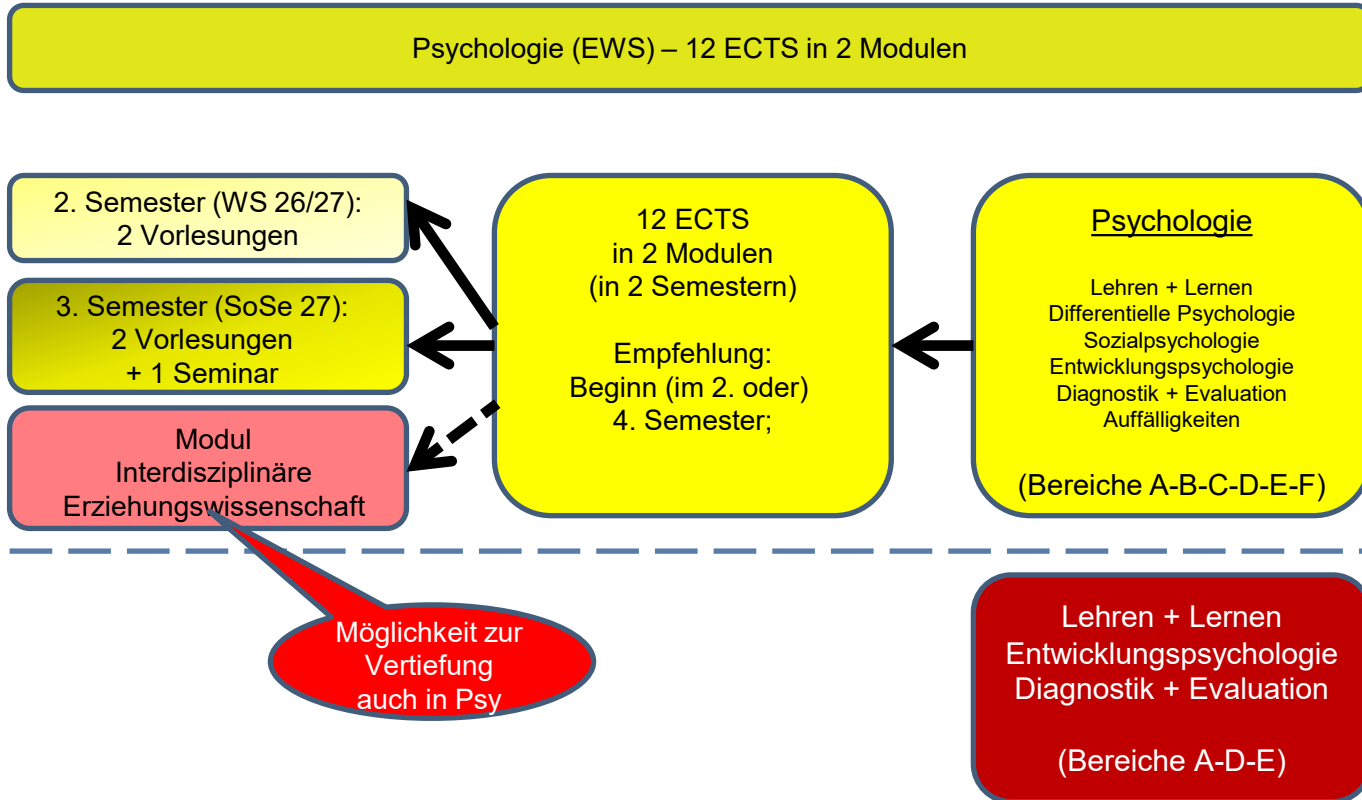 Psychologie (EWS) – 12 ECTS in 2 Modulen
2. Semester (WS 26/27):
2 Vorlesungen
3. Semester (SoSe 27):
2 Vorlesungen
+ 1 Seminar
Modul
Interdisziplinäre
Erziehungswissenschaft
12 ECTS
in 2 Modulen
(in 2 Semestern)
Empfehlung:
Beginn (im 2. oder)
4. Semester;
Psychologie
Lehren + Lernen
Differentielle Psychologie
Sozialpsychologie
Entwicklungspsychologie
Diagnostik + Evaluation
Auffälligkeiten
(Bereiche A-B-C-D-E-F)
Möglichkeit zur
Vertiefung
auch in Psy
Lehren + Lernen
Entwicklungspsychologie
Diagnostik + Evaluation
(Bereiche A-D-E)